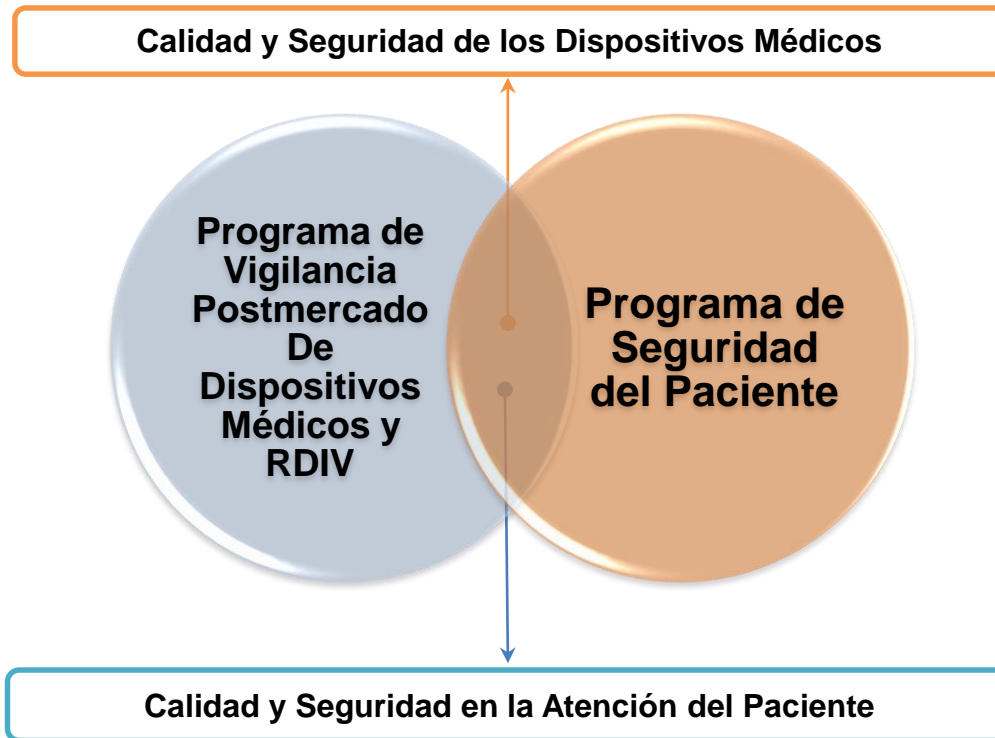 Calidad y Seguridad de los Dispositivos Médicos
Programa de
Vigilancia
Postmercado
De
Dispositivos
Médicos y
RDIV
Programa de
Seguridad
del Paciente
Calidad y Seguridad en la Atención del Paciente